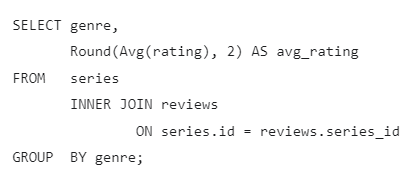 SELECT genre,
       Round(Avg(rating), 2) AS avg_rating
FROM   series
       INNER JOIN reviews
               ON series.id = reviews.series_id
GROUP  BY genre;